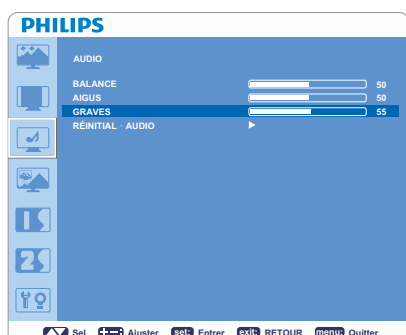 PHILIPS
AUDIO
BALANCE 50
AIGUS 50
GRAVES 55
RÉINITIAL · AUDIO
Sel Ajuster set: Entrer exit: RETOUR menu: Quitter